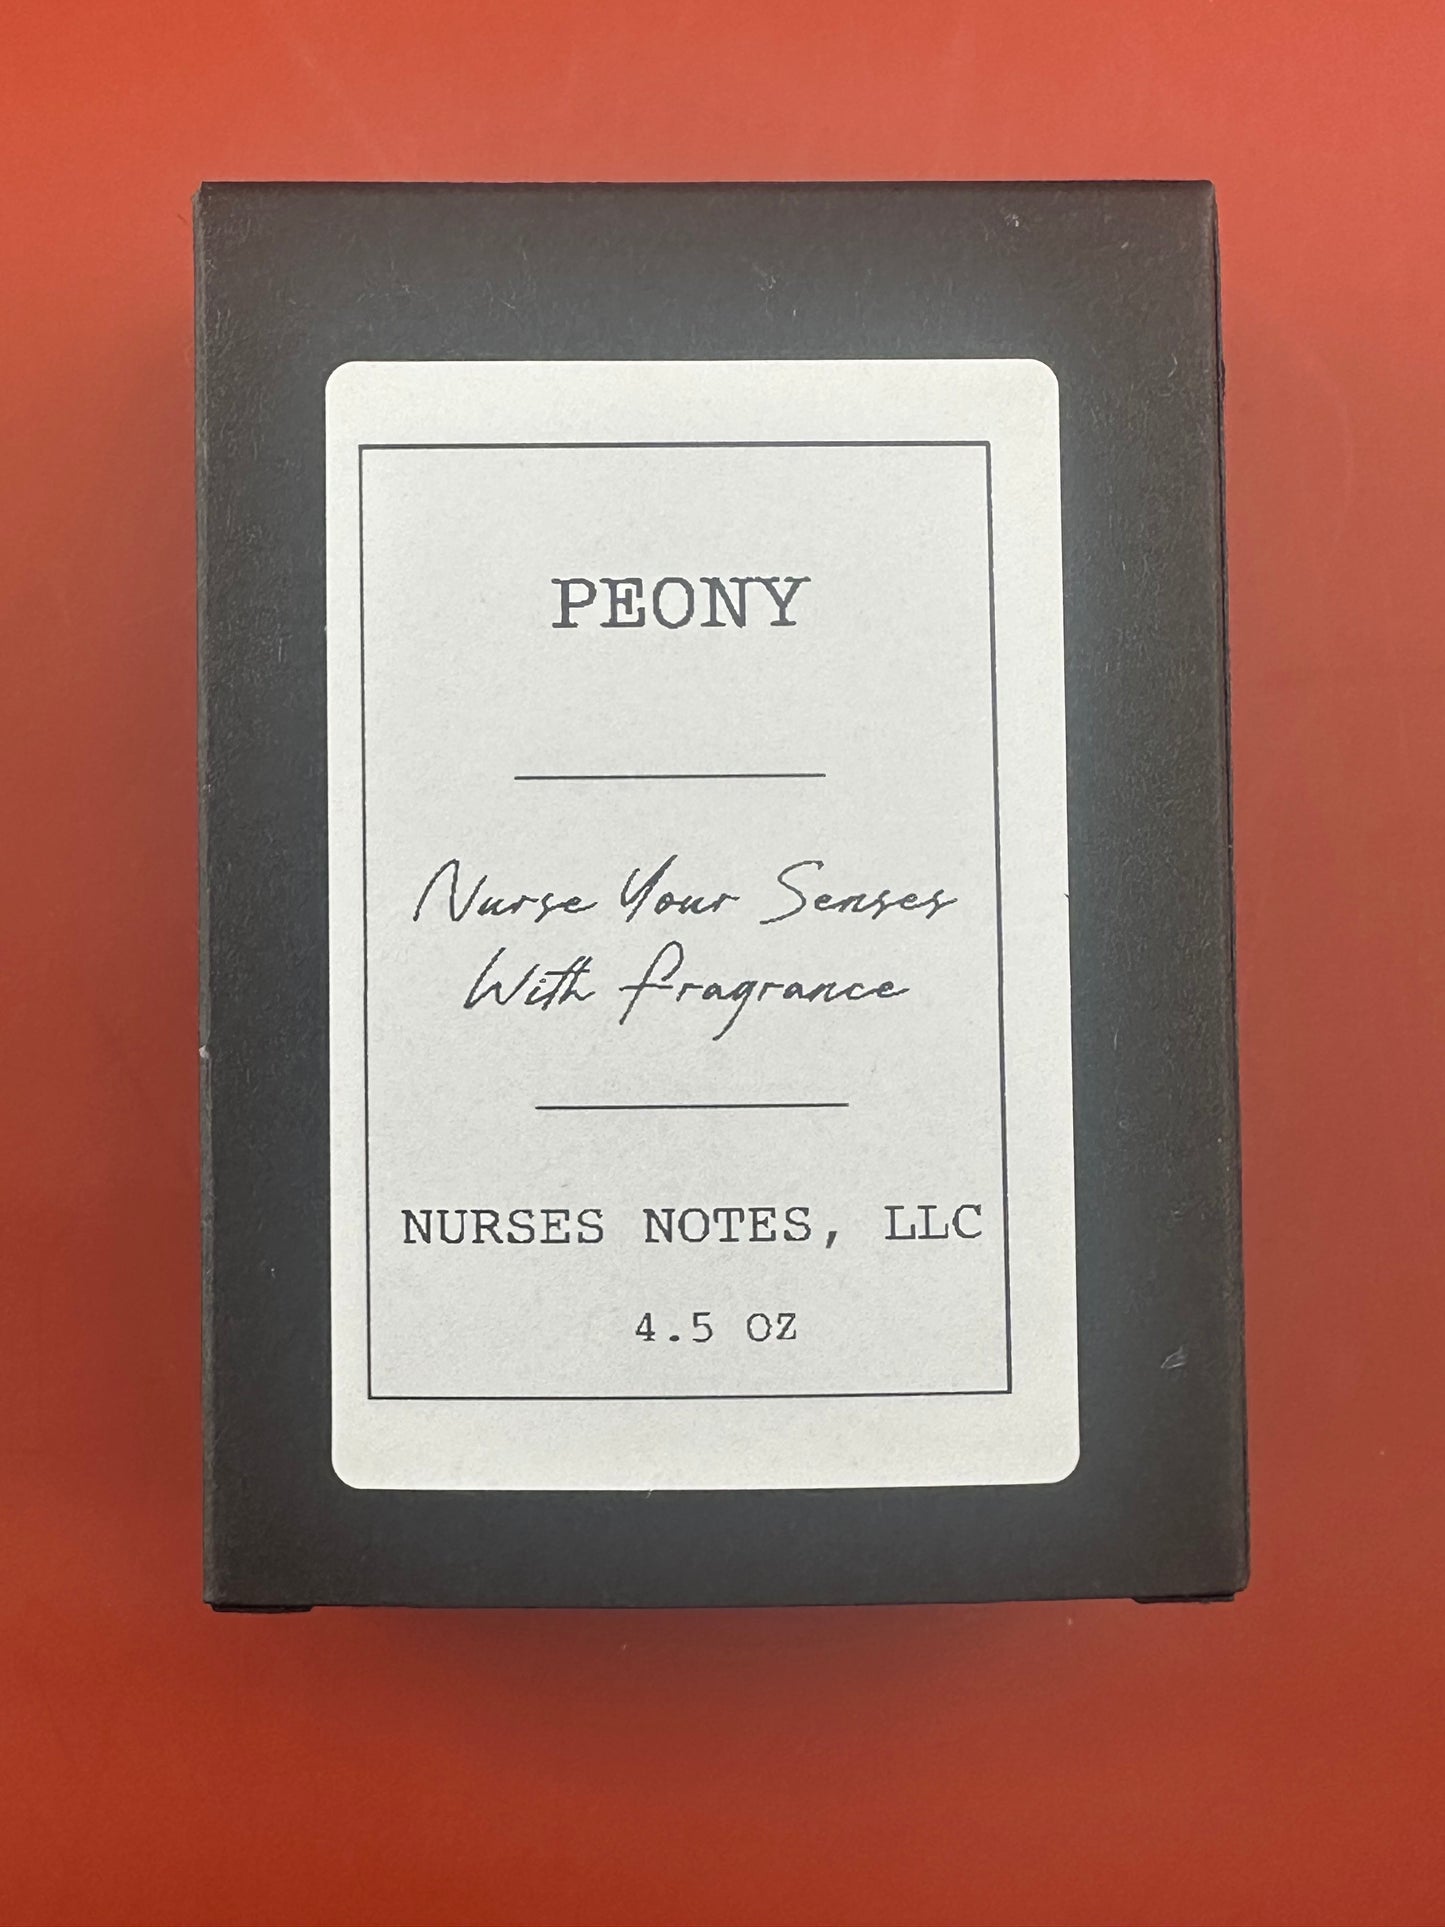 PEONY
Nurse Your Senses
With Fragrance
NURSES NOTES, LLC
4.5 OZ